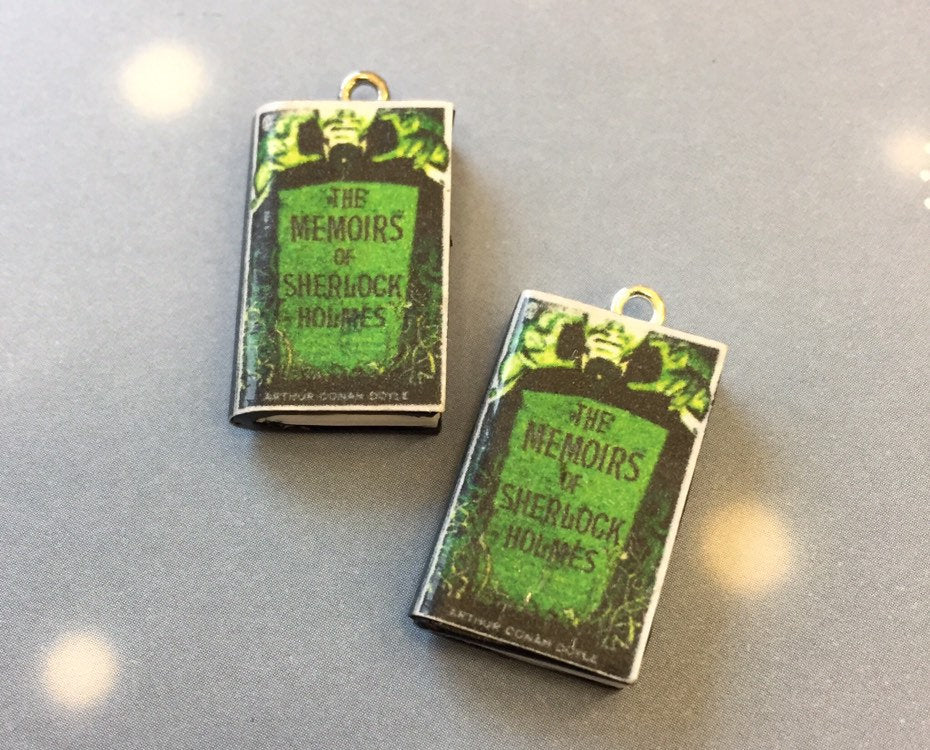 THE
MEMOIRS
OF
SHERLOCK
HOLMES
ARTHUR CONAN DOYLE
THE
MEMOIRS
OF
SHERLOCK
HOLMES
ARTHUR CONAN DOYLE